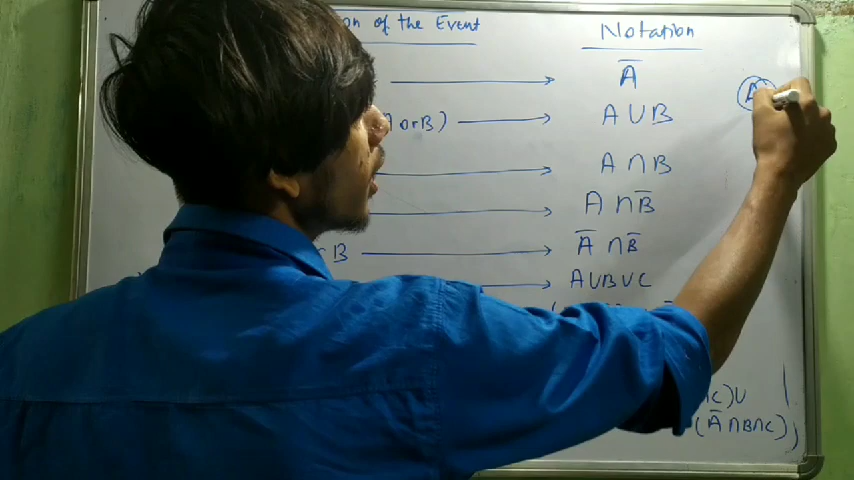 on of the Event Notation
A̅
or B) A ∪ B
A ∩ B
A ∩ B̅
B A̅ ∩ B̅
A∪B∪C
∩C)∪
(A̅∩B∩C)
A